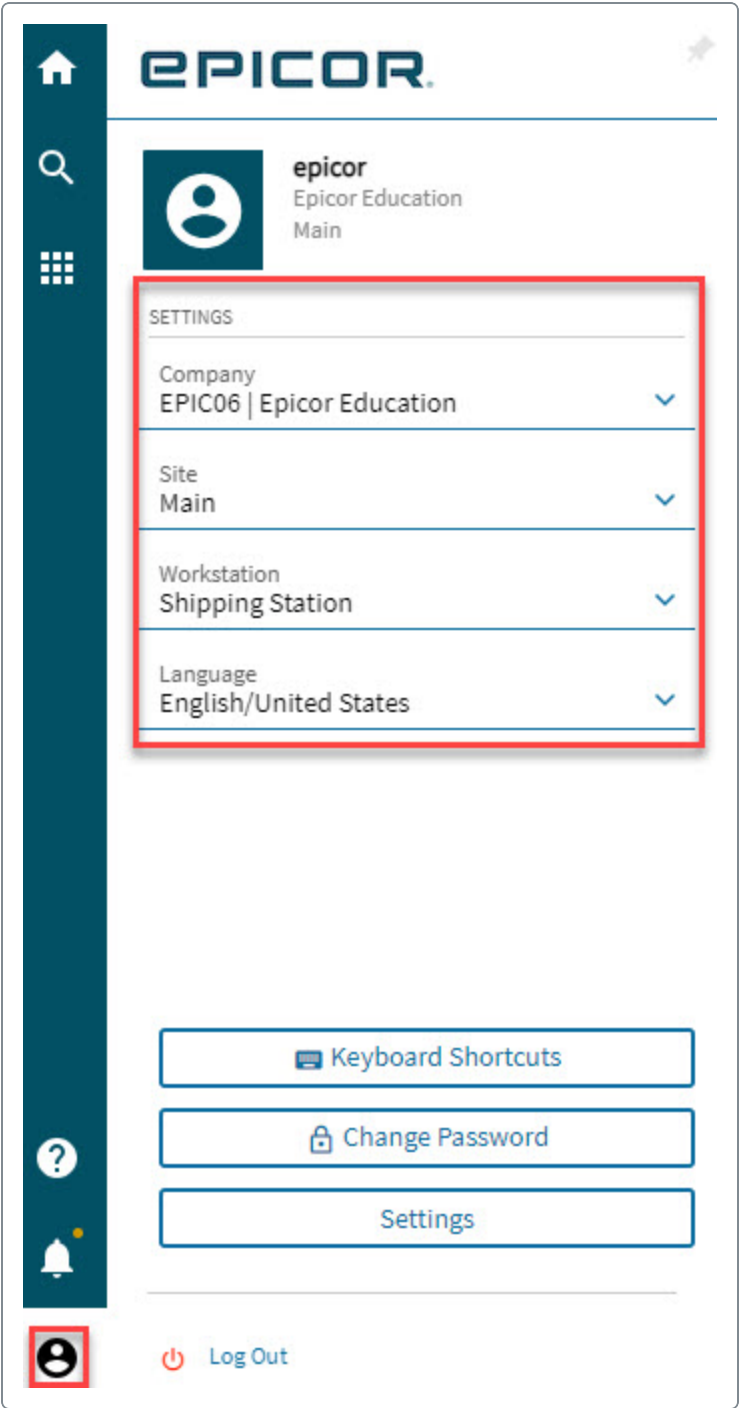 EPICOR
epicor
Epicor Education
Main
SETTINGS
Company
EPIC06 | Epicor Education
Site
Main
Workstation
Shipping Station
Language
English/United States
Keyboard Shortcuts
Change Password
Settings
Log Out